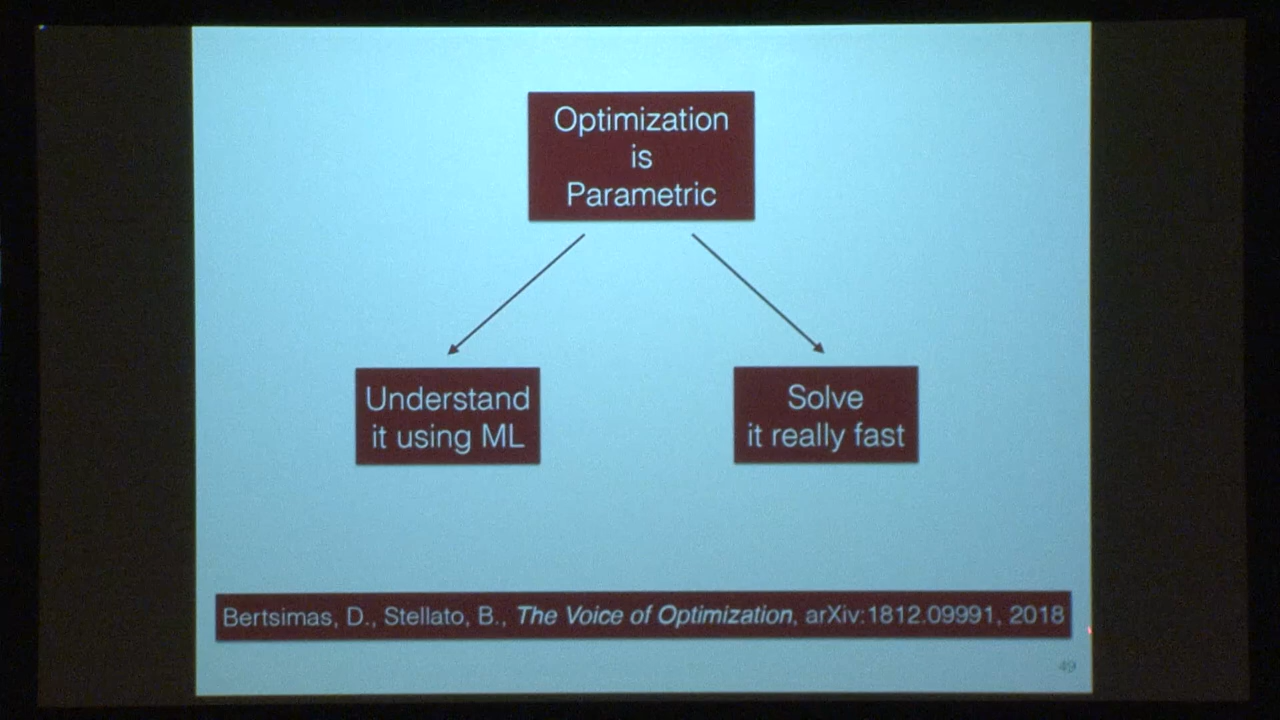 Optimization
is
Parametric
Understand
it using ML
Solve
it really fast
Bertsimas, D., Stellato, B., The Voice of Optimization, arXiv:1812.09991, 2018
49